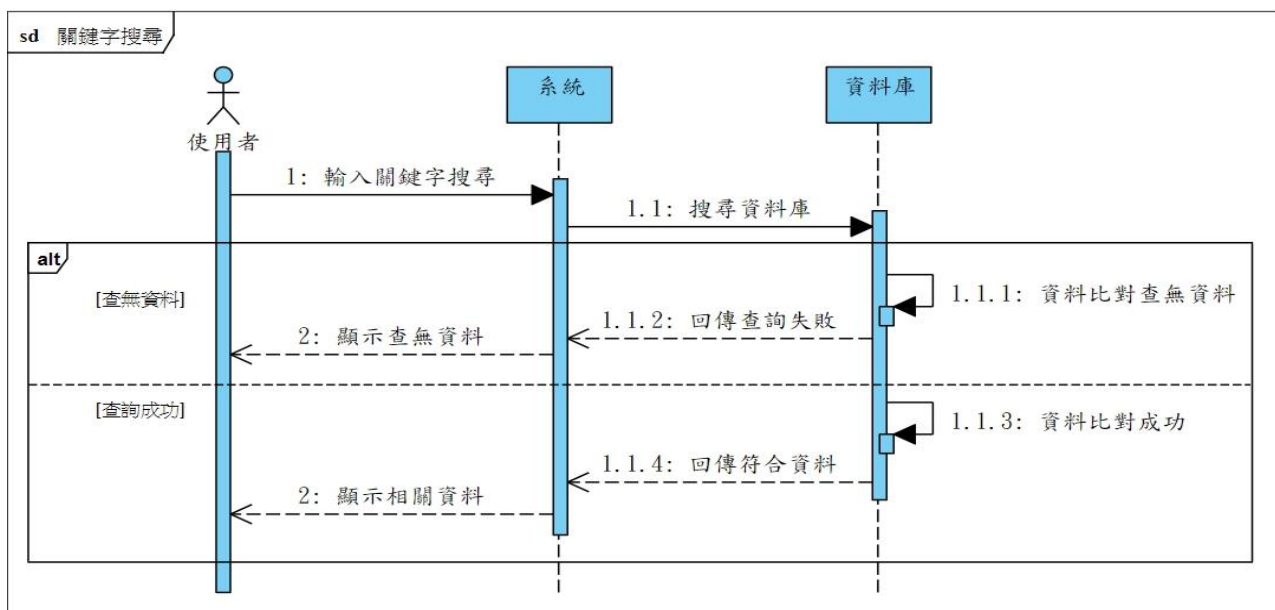 sd 關鍵字搜尋
系統
資料庫
使用者
1: 輸入關鍵字搜尋
1.1: 搜尋資料庫
alt
[查無資料]
1.1.1: 資料比對查無資料
1.1.2: 回傳查詢失敗
2: 顯示查無資料
[查詢成功]
1.1.3: 資料比對成功
1.1.4: 回傳符合資料
2: 顯示相關資料